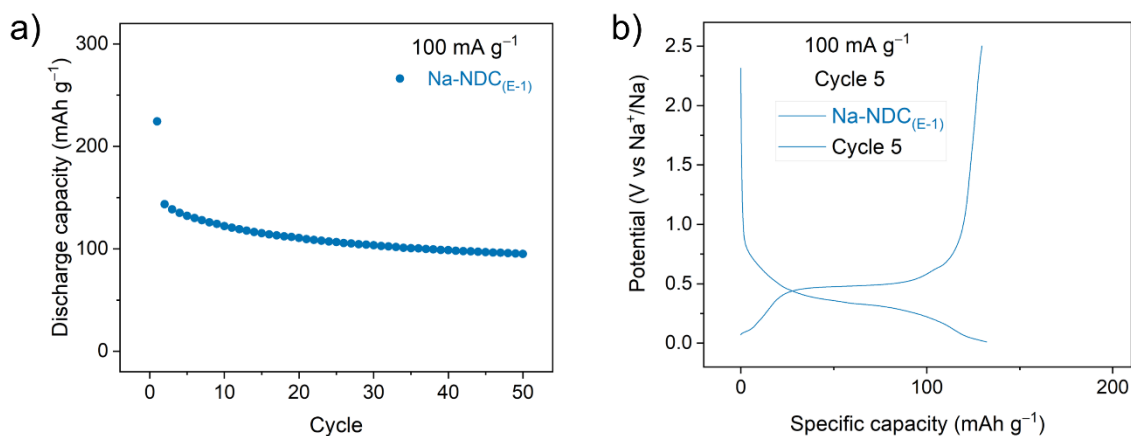 a)
300
200
100
0
Discharge capacity (mAh g⁻¹)
100 mA g⁻¹
Na-NDC(E-1)
0 10 20 30 40 50
Cycle
b)
2.5
2.0
1.5
1.0
0.5
0.0
Potential (V vs Na⁺/Na)
100 mA g⁻¹
Cycle 5
Na-NDC(E-1)
Cycle 5
0 100 200
Specific capacity (mAh g⁻¹)